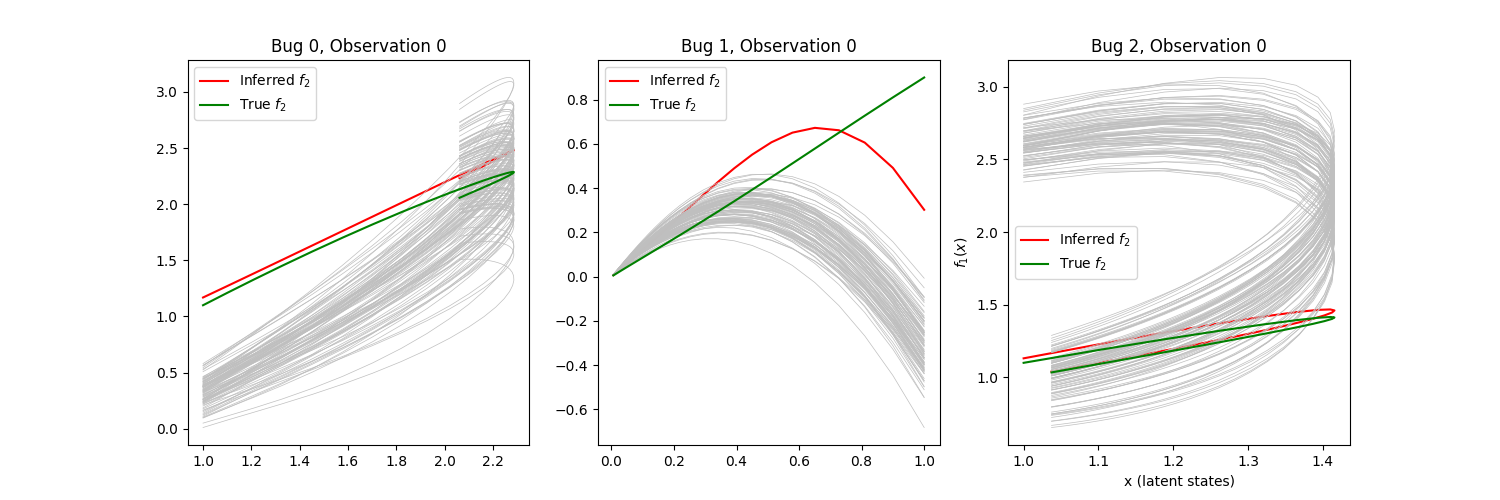 Bug 0, Observation 0
Inferred f₂
True f₂
3.0
2.5
2.0
1.5
1.0
0.5
0.0
1.0 1.2 1.4 1.6 1.8 2.0 2.2
Bug 1, Observation 0
Inferred f₂
True f₂
0.8
0.6
0.4
0.2
0.0
−0.2
−0.4
−0.6
0.0 0.2 0.4 0.6 0.8 1.0
Bug 2, Observation 0
3.0
2.5
2.0
1.5
1.0
f₁(x)
Inferred f₂
True f₂
1.0 1.1 1.2 1.3 1.4
x (latent states)